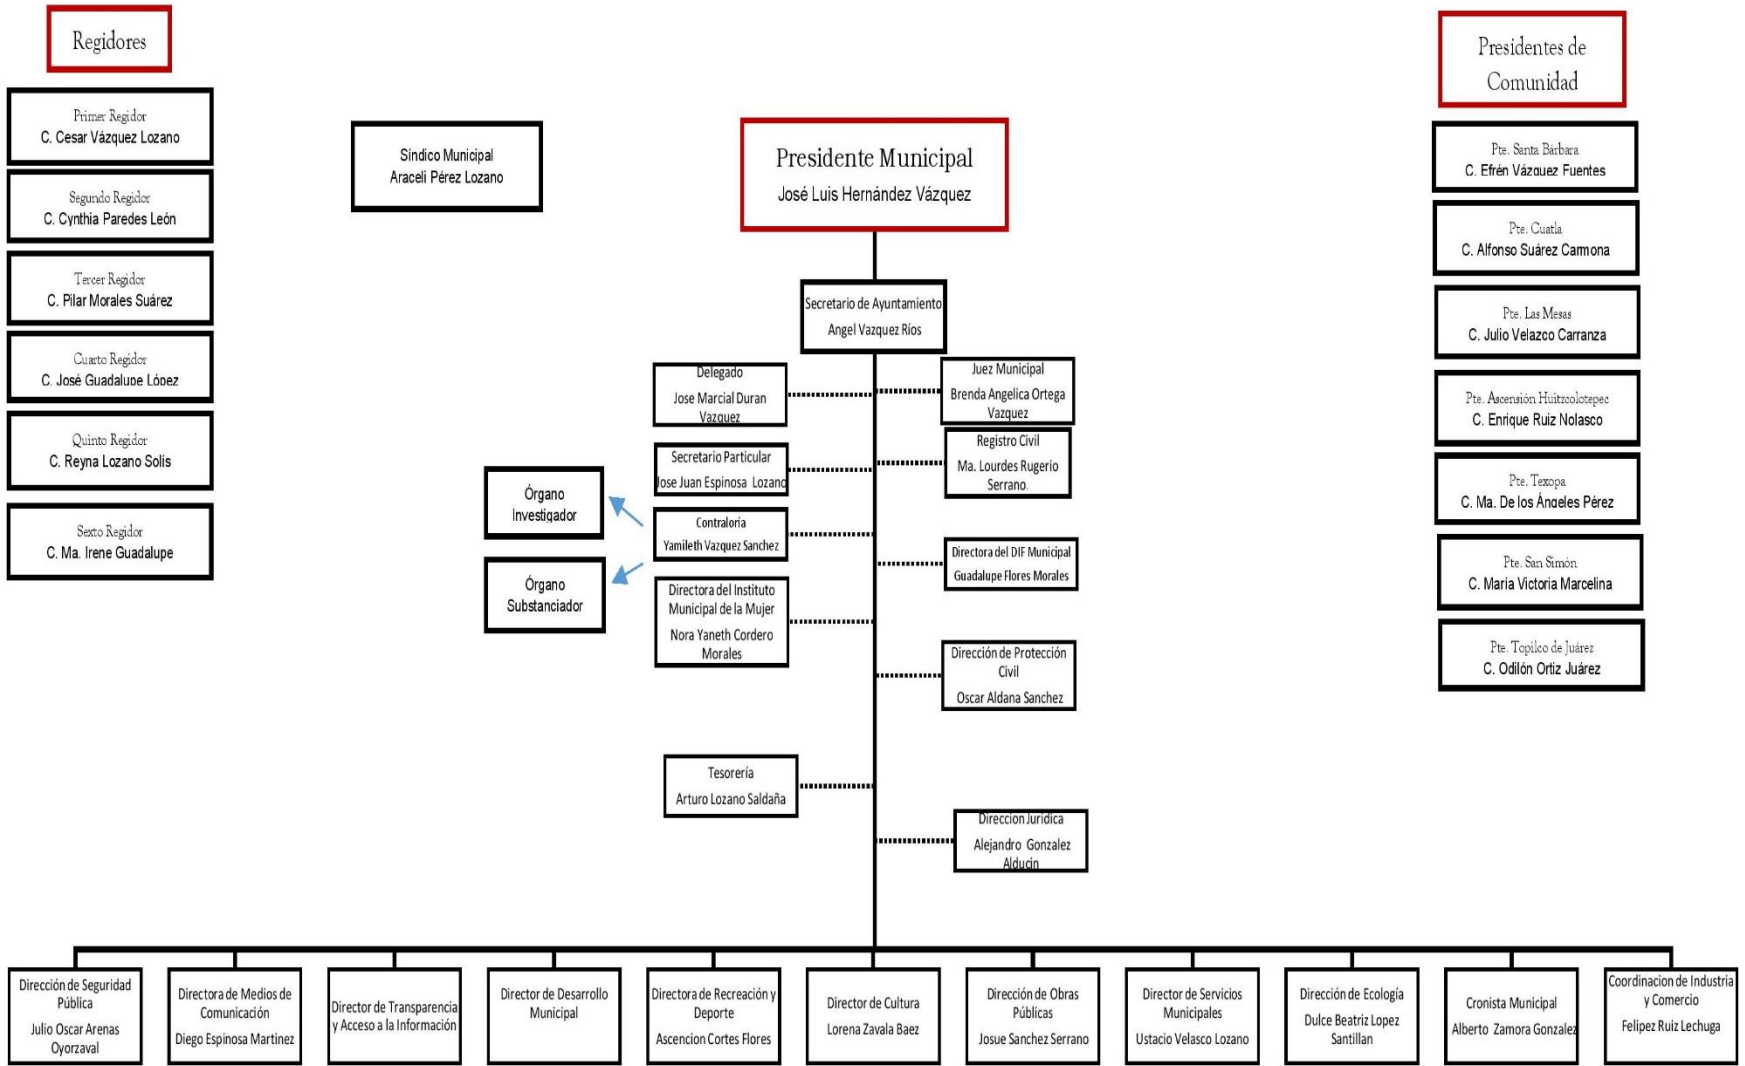 Regidores
Primer Regidor
C. Cesar Vázquez Lozano
Segundo Regidor
C. Cynthia Paredes León
Tercer Regidor
C. Pilar Morales Suárez
Cuarto Regidor
C. José Guadalupe López
Quinto Regidor
C. Reyna Lozano Solís
Sexto Regidor
C. Ma. Irene Guadalupe
Síndico Municipal
Araceli Pérez Lozano
Presidente Municipal
José Luis Hernández Vázquez
Secretario de Ayuntamiento
Angel Vazquez Ríos
Delegado
Jose Marcial Duran
Vazquez
Juez Municipal
Brenda Angelica Ortega
Vazquez
Secretario Particular
Jose Juan Espinosa Lozano
Registro Civil
Ma. Lourdes Rugerio
Serrano.
Órgano
Investigador
Contraloría
Yamileth Vazquez Sanchez
Órgano
Substanciador
Directora del DIF Municipal
Guadalupe Flores Morales
Directora del Instituto
Municipal de la Mujer
Nora Yaneth Cordero
Morales
Dirección de Protección
Civil
Oscar Aldana Sanchez
Tesorería
Arturo Lozano Saldaña
Direccion Juridica
Alejandro Gonzalez
Alducin
Presidentes de
Comunidad
Pte. Santa Bárbara
C. Efrén Vázquez Fuentes
Pte. Cuatla
C. Alfonso Suárez Carmona
Pte. Las Mesas
C. Julio Velazco Carranza
Pte. Ascensión Huitzcolotepec
C. Enrique Ruiz Nolasco
Pte. Texopa
C. Ma. De los Ángeles Pérez
Pte. San Simón
C. María Victoria Marcelina
Pte. Topilco de Juárez
C. Odilón Ortiz Juárez
Dirección de Seguridad
Pública
Julio Oscar Arenas
Oyorzaval
Directora de Medios de
Comunicación
Diego Espinosa Martinez
Director de Transparencia
y Acceso a la Información
Director de Desarrollo
Municipal
Directora de Recreación y
Deporte
Ascencion Cortes Flores
Director de Cultura
Lorena Zavala Baez
Dirección de Obras
Públicas
Josue Sanchez Serrano
Director de Servicios
Municipales
Ustacio Velasco Lozano
Dirección de Ecología
Dulce Beatriz Lopez
Santillan
Cronista Municipal
Alberto Zamora Gonzalez
Coordinacion de Industria
y Comercio
Felipez Ruiz Lechuga